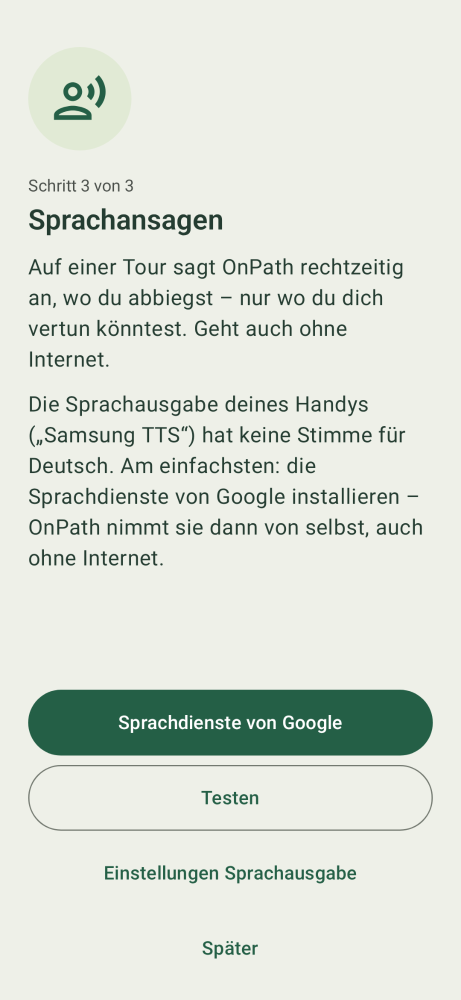 Schritt 3 von 3
Sprachansagen
Auf einer Tour sagt OnPath rechtzeitig
an, wo du abbiegst – nur wo du dich
vertun könntest. Geht auch ohne
Internet.
Die Sprachausgabe deines Handys
(„Samsung TTS“) hat keine Stimme für
Deutsch. Am einfachsten: die
Sprachdienste von Google installieren –
OnPath nimmt sie dann von selbst, auch
ohne Internet.
Sprachdienste von Google
Testen
Einstellungen Sprachausgabe
Später